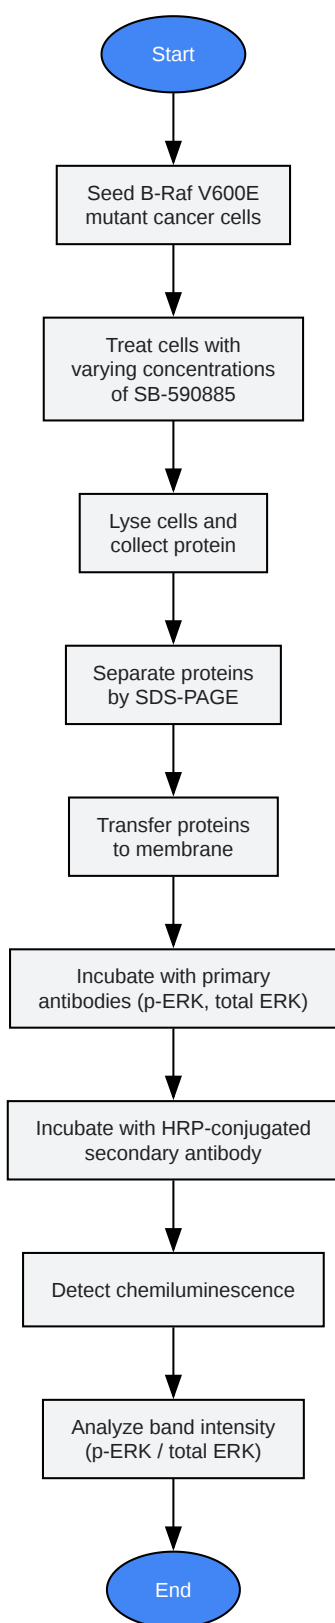 Start
Seed B-Raf V600E
mutant cancer cells
Treat cells with
varying concentrations
of SB-590885
Lyse cells and
collect protein
Separate proteins
by SDS-PAGE
Transfer proteins
to membrane
Incubate with primary
antibodies (p-ERK, total ERK)
Incubate with HRP-conjugated
secondary antibody
Detect chemiluminescence
Analyze band intensity
(p-ERK / total ERK)
End